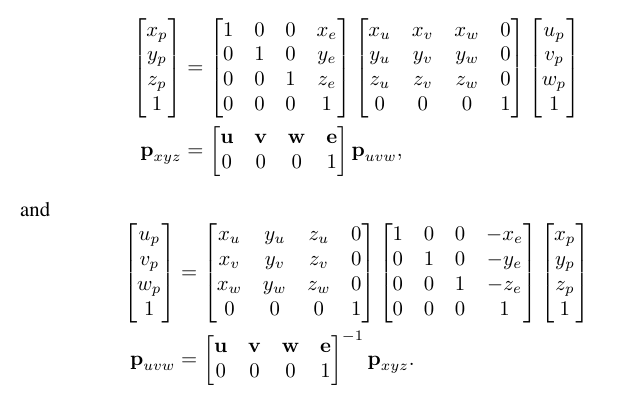 \begin{bmatrix} x_p \\ y_p \\ z_p \\ 1 \end{bmatrix} = \begin{bmatrix} 1 & 0 & 0 & x_e \\ 0 & 1 & 0 & y_e \\ 0 & 0 & 1 & z_e \\ 0 & 0 & 0 & 1 \end{bmatrix} \begin{bmatrix} x_u & x_v & x_w & 0 \\ y_u & y_v & y_w & 0 \\ z_u & z_v & z_w & 0 \\ 0 & 0 & 0 & 1 \end{bmatrix} \begin{bmatrix} u_p \\ v_p \\ w_p \\ 1 \end{bmatrix}
\mathbf{p}_{xyz} = \begin{bmatrix} \mathbf{u} & \mathbf{v} & \mathbf{w} & \mathbf{e} \\ 0 & 0 & 0 & 1 \end{bmatrix} \mathbf{p}_{uvw},
and
\begin{bmatrix} u_p \\ v_p \\ w_p \\ 1 \end{bmatrix} = \begin{bmatrix} x_u & y_u & z_u & 0 \\ x_v & y_v & z_v & 0 \\ x_w & y_w & z_w & 0 \\ 0 & 0 & 0 & 1 \end{bmatrix} \begin{bmatrix} 1 & 0 & 0 & -x_e \\ 0 & 1 & 0 & -y_e \\ 0 & 0 & 1 & -z_e \\ 0 & 0 & 0 & 1 \end{bmatrix} \begin{bmatrix} x_p \\ y_p \\ z_p \\ 1 \end{bmatrix}
\mathbf{p}_{uvw} = \begin{bmatrix} \mathbf{u} & \mathbf{v} & \mathbf{w} & \mathbf{e} \\ 0 & 0 & 0 & 1 \end{bmatrix}^{-1} \mathbf{p}_{xyz}.